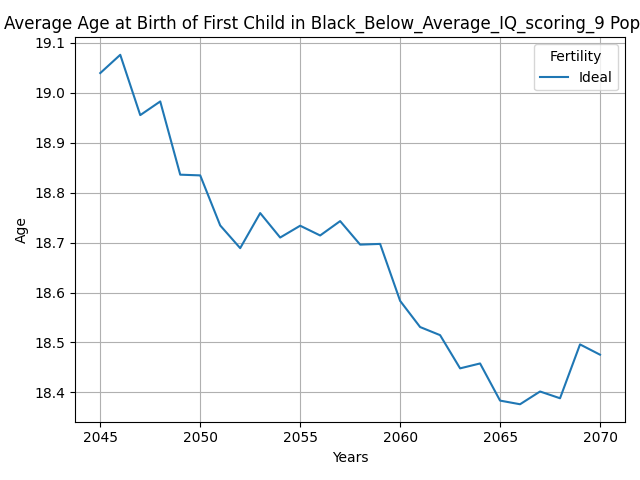 Average Age at Birth of First Child in Black_Below_Average_IQ_scoring_9 Pop
19.1
19.0
18.9
18.8
18.7
18.6
18.5
18.4
Age
Fertility
Ideal
2045 2050 2055 2060 2065 2070
Years